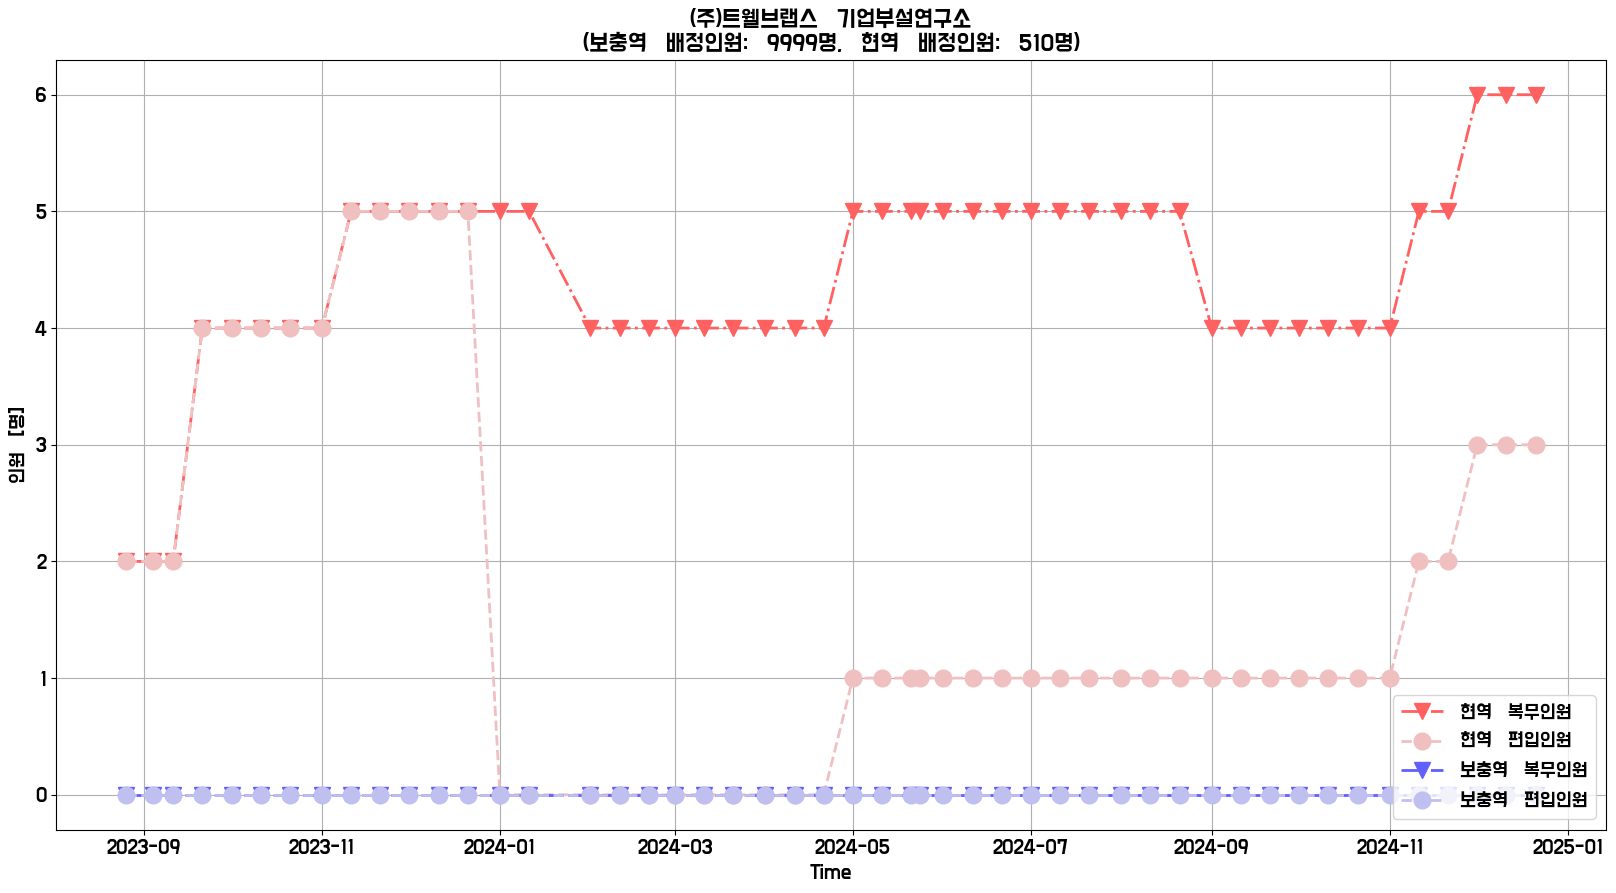 (주)트웰브랩스 기업부설연구소
(보충역 배정인원: 9999명, 현역 배정인원: 510명)
인원 [명]
6
5
4
3
2
1
0
2023-09 2023-11 2024-01 2024-03 2024-05 2024-07 2024-09 2024-11 2025-01
Time
현역 복무인원
현역 편입인원
보충역 복무인원
보충역 편입인원